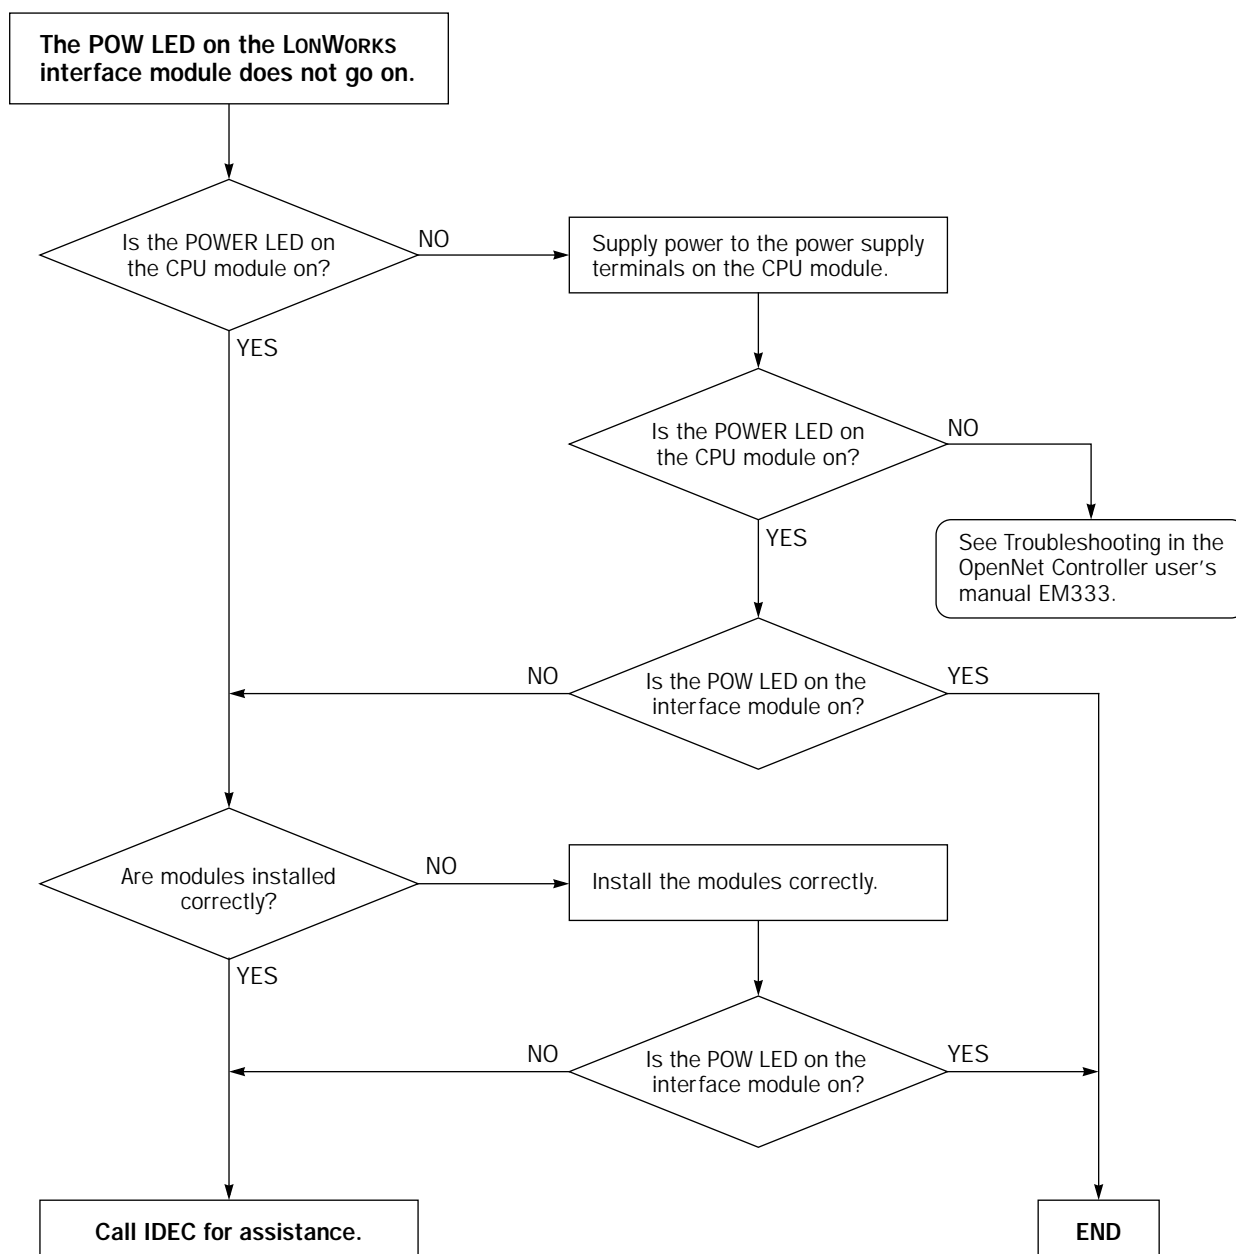 The POW LED on the LONWORKS
interface module does not go on.
Is the POWER LED on
the CPU module on?
NO
YES
Supply power to the power supply
terminals on the CPU module.
Is the POWER LED on
the CPU module on?
NO
YES
See Troubleshooting in the
OpenNet Controller user's
manual EM333.
Is the POW LED on the
interface module on?
NO
YES
Are modules installed
correctly?
NO
YES
Install the modules correctly.
Is the POW LED on the
interface module on?
NO
YES
Call IDEC for assistance.
END